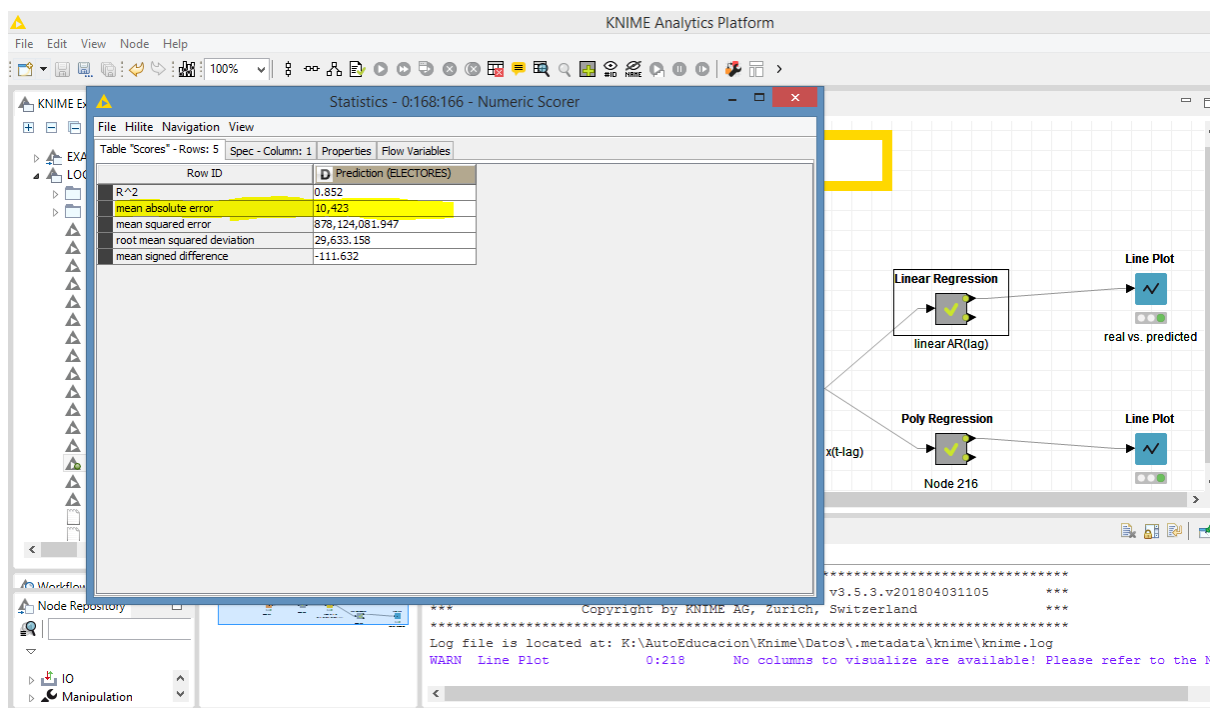 KNIME Analytics Platform
File Edit View Node Help
100%
KNIME Ex
EXA
LOC
Statistics - 0:168:166 - Numeric Scorer
File Hilite Navigation View
Table "Scores" - Rows: 5 Spec - Column: 1 Properties Flow Variables
Row ID D Prediction (ELECTORES)
R^2 0.852
mean absolute error 10,423
mean squared error 878,124,081.947
root mean squared deviation 29,633.158
mean signed difference -111.632
Linear Regression
linearAR(lag)
Line Plot
real vs. predicted
x(t-lag)
Poly Regression
Node 216
Line Plot
Workflow
Node Repository
IO
Manipulation
******************************
v3.5.3.v201804031105 ***
*** Copyright by KNIME AG, Zurich, Switzerland ***
Log file is located at: K:\AutoEducacion\Knime\Datos\.metadata\knime\knime.log
WARN Line Plot 0:218 No columns to visualize are available! Please refer to the N